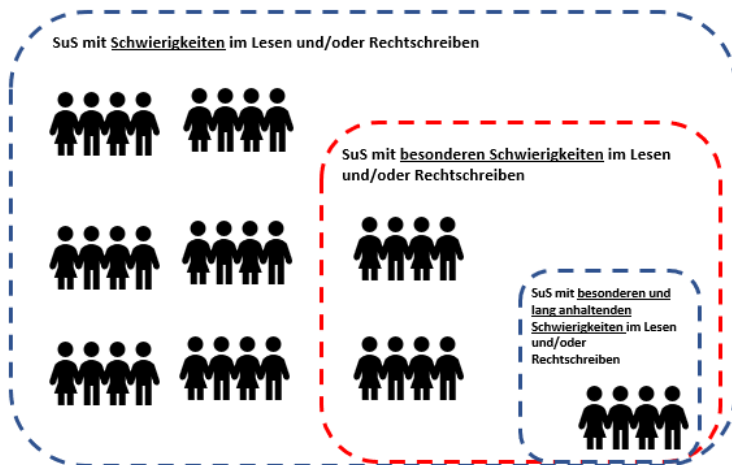 SuS mit Schwierigkeiten im Lesen und/oder Rechtschreiben
SuS mit besonderen Schwierigkeiten im Lesen
und/oder Rechtschreiben
SuS mit besonderen und
lang anhaltenden
Schwierigkeiten im Lesen
und/oder
Rechtschreiben